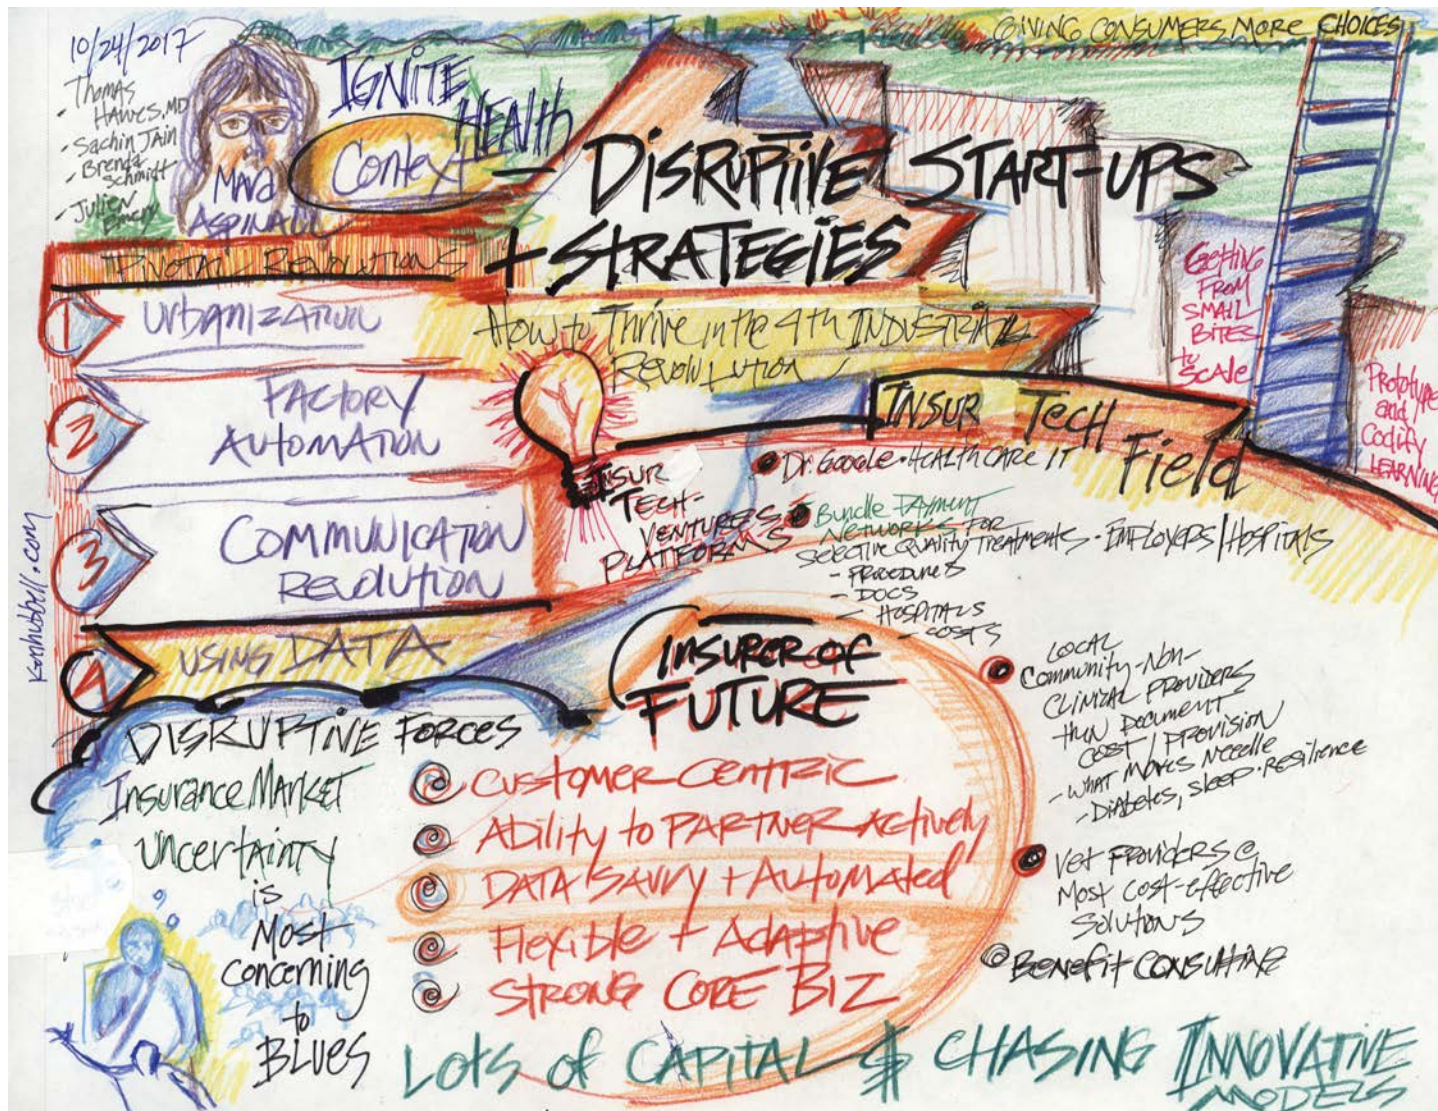 10/24/2017
- Thomas
Hawes, MD
- Sachin Jain
- Brenda
Schmidt
- Julien
Emery
Mara
ASPINALL
IGNITE
HEALTH
Context
- DISRUPTIVE START-UPS
+ STRATEGIES
GIVING CONSUMERS MORE CHOICES
PIVOTAL REVOLUTIONS
1 URBANIZATION
2 FACTORY
AUTOMATION
3 COMMUNICATION
REVOLUTION
4 USING DATA
How to Thrive in the 4th INDUSTRIAL
REVOLUTION
Getting
FROM
SMALL
BITES
to
SCALE
Prototype
and
Codify
LEARNING
INSUR TECH
Field
INSUR
TECH-
VENTURES
PLATFORMS
Dr. Google • HEALTHCARE IT
Bundle PAYMENT
NETWORKS FOR
Selective QUALITY TREATMENTS - EMPLOYERS/HOSPITALS
- PROCEDURES
- DOCS
- HOSPITALS
- COSTS
LOCAL
Community-Non-
CLINICAL PROVIDERS
Document
COST / PROVISION
- WHAT MOVES Needle
- Diabetes, sleep • Resilience
Vet PROVIDERS @
MOST COST-effective
Solutions
BENEFIT CONSULTING
kenhubbell.com
DISRUPTIVE FORCES
Insurance MARKET
UNCERTAINTY
is
MOST
concerning
to
BLUES
INSURER OF
FUTURE
CUSTOMER CENTRIC
Ability to PARTNER Actively
DATA SAVVY + Automated
Flexible + Adaptive
STRONG CORE BIZ
LOTS of CAPITAL $ CHASING INNOVATIVE
MODELS